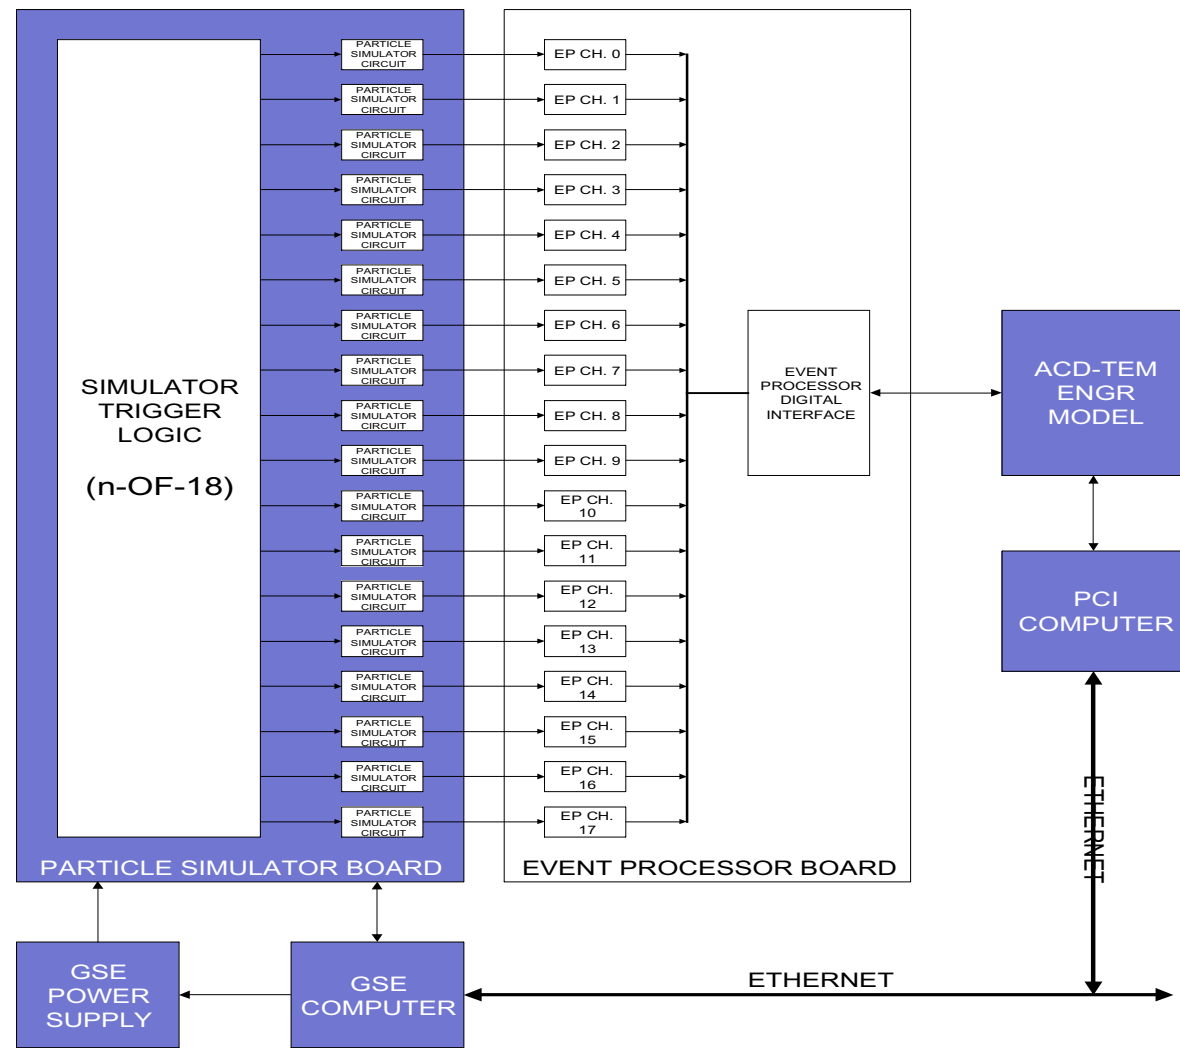 PARTICLE
SIMULATOR
CIRCUIT
EP CH. 0
PARTICLE
SIMULATOR
CIRCUIT
EP CH. 1
PARTICLE
SIMULATOR
CIRCUIT
EP CH. 2
PARTICLE
SIMULATOR
CIRCUIT
EP CH. 3
PARTICLE
SIMULATOR
CIRCUIT
EP CH. 4
PARTICLE
SIMULATOR
CIRCUIT
EP CH. 5
PARTICLE
SIMULATOR
CIRCUIT
EP CH. 6
PARTICLE
SIMULATOR
CIRCUIT
EP CH. 7
PARTICLE
SIMULATOR
CIRCUIT
EP CH. 8
PARTICLE
SIMULATOR
CIRCUIT
EP CH. 9
PARTICLE
SIMULATOR
CIRCUIT
EP CH.
10
PARTICLE
SIMULATOR
CIRCUIT
EP CH.
11
PARTICLE
SIMULATOR
CIRCUIT
EP CH.
12
PARTICLE
SIMULATOR
CIRCUIT
EP CH.
13
PARTICLE
SIMULATOR
CIRCUIT
EP CH.
14
PARTICLE
SIMULATOR
CIRCUIT
EP CH.
15
PARTICLE
SIMULATOR
CIRCUIT
EP CH.
16
PARTICLE
SIMULATOR
CIRCUIT
EP CH.
17
SIMULATOR
TRIGGER
LOGIC
(n-OF-18)
EVENT
PROCESSOR
DIGITAL
INTERFACE
ACD-TEM
ENGR
MODEL
PCI
COMPUTER
ETHERNET
PARTICLE SIMULATOR BOARD
EVENT PROCESSOR BOARD
GSE
POWER
SUPPLY
GSE
COMPUTER
ETHERNET